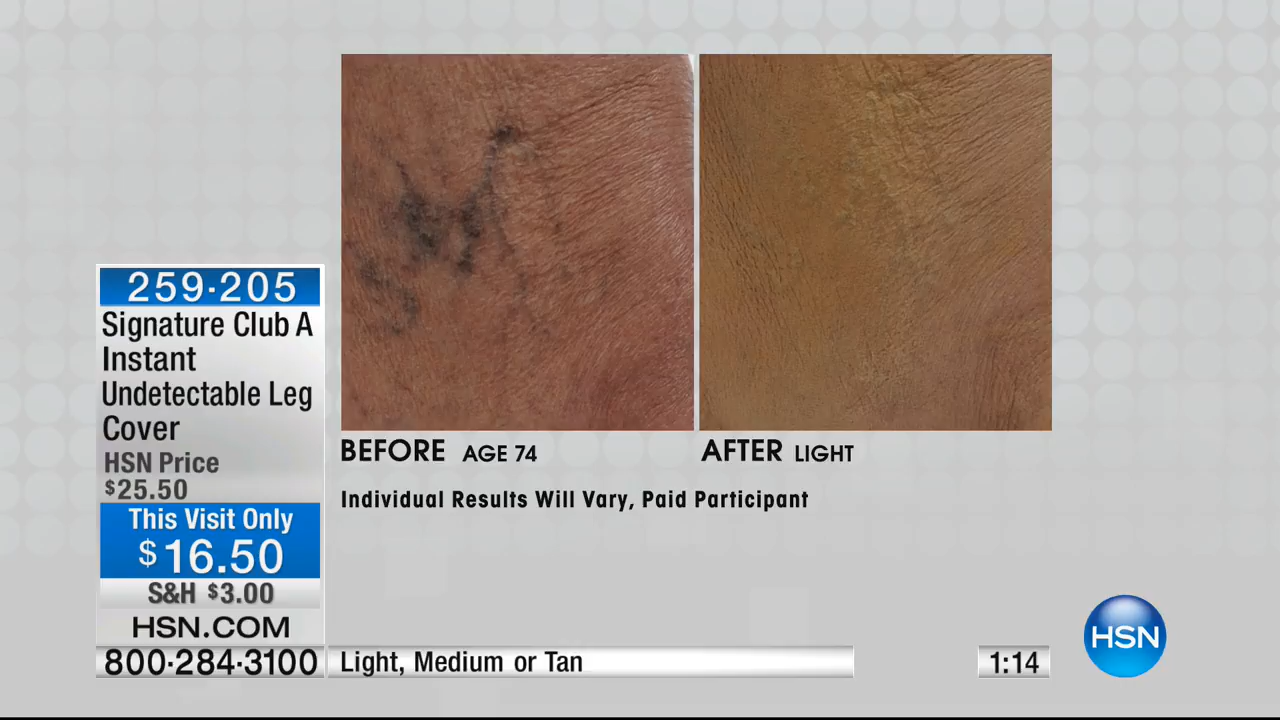 259·205
Signature Club A
Instant
Undetectable Leg
Cover
HSN Price
$25.50
This Visit Only
$16.50
S&H $3.00
HSN.COM
800·284·3100
BEFORE AGE 74
AFTER LIGHT
Individual Results Will Vary, Paid Participant
Light, Medium or Tan
1:14
HSN